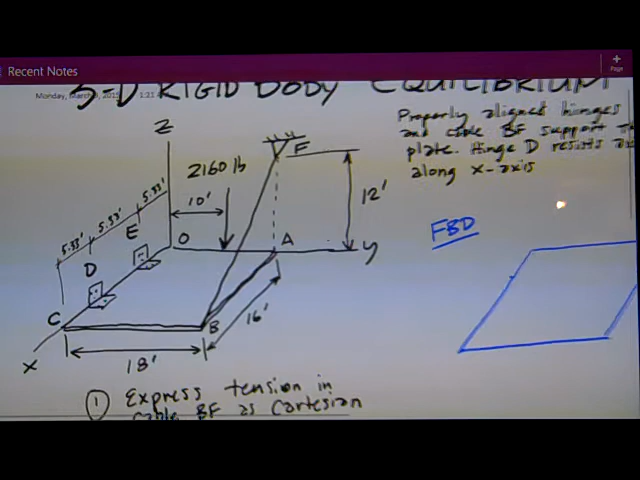 Recent Notes
Page
3-D RIGID BODY EQUILIBRIUM
Properly aligned hinges
and cable BF support
plate. Hinge D resists
along x-axis
Z
F
2160 lb
10'
12'
5.33'
5.33'
5.33'
E
D
O
A
y
FBD
C
B
16'
18'
X
1 Express tension in
cable BF as Cartesian